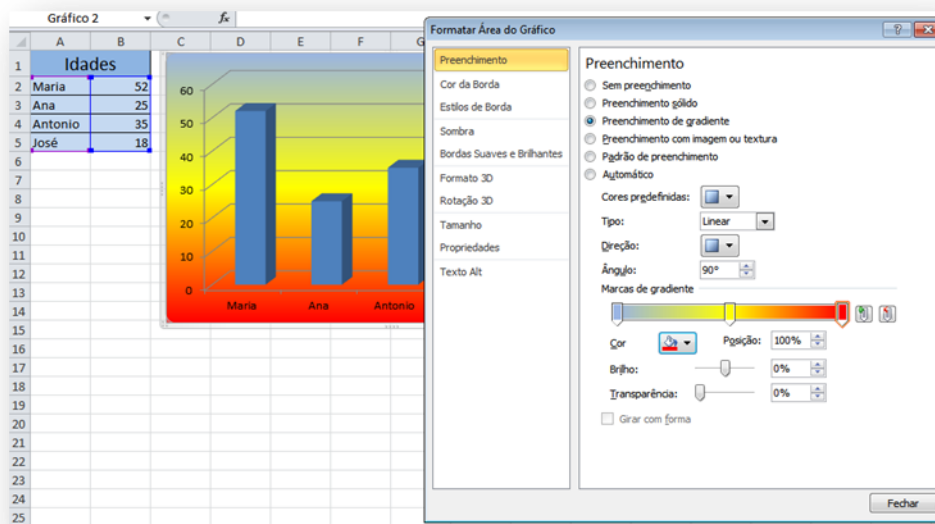 Gráfico 2
fx
A B C D E F G
1 Idades
2 Maria 52
3 Ana 25
4 Antonio 35
5 José 18
6
7
8
9
10
11
12
13
14
15
16
17
18
19
20
21
22
23
24
25
60
50
40
30
20
10
0
Maria Ana Antonio
Formatar Área do Gráfico
Preenchimento
Cor da Borda
Estilos de Borda
Sombra
Bordas Suaves e Brilhantes
Formato 3D
Rotação 3D
Tamanho
Propriedades
Texto Alt
Preenchimento
Sem preenchimento
Preenchimento sólido
Preenchimento de gradiente
Preenchimento com imagem ou textura
Padrão de preenchimento
Automático
Cores predefinidas:
Tipo: Linear
Direção:
Ângulo: 90°
Marcas de gradiente
Cor Posição: 100%
Brilho: 0%
Transparência: 0%
Girar com forma
Fechar